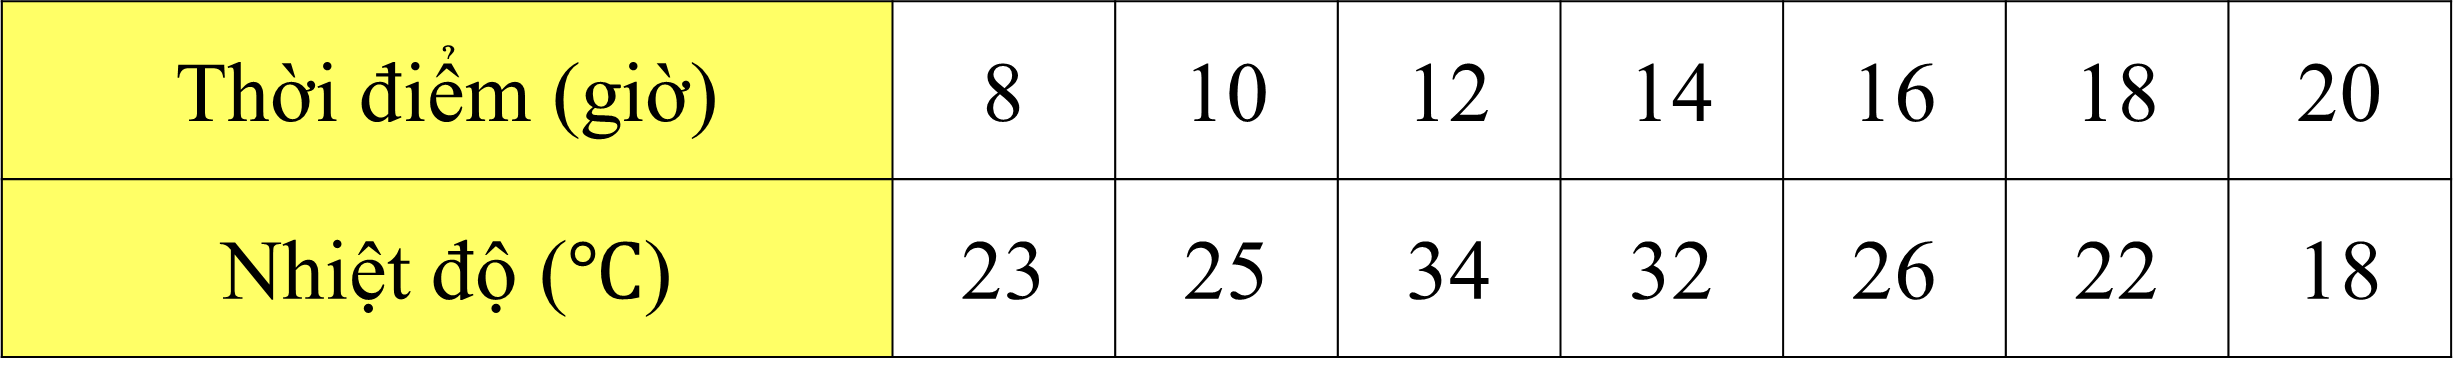 Thời điểm (giờ) 8 10 12 14 16 18 20
Nhiệt độ (°C) 23 25 34 32 26 22 18